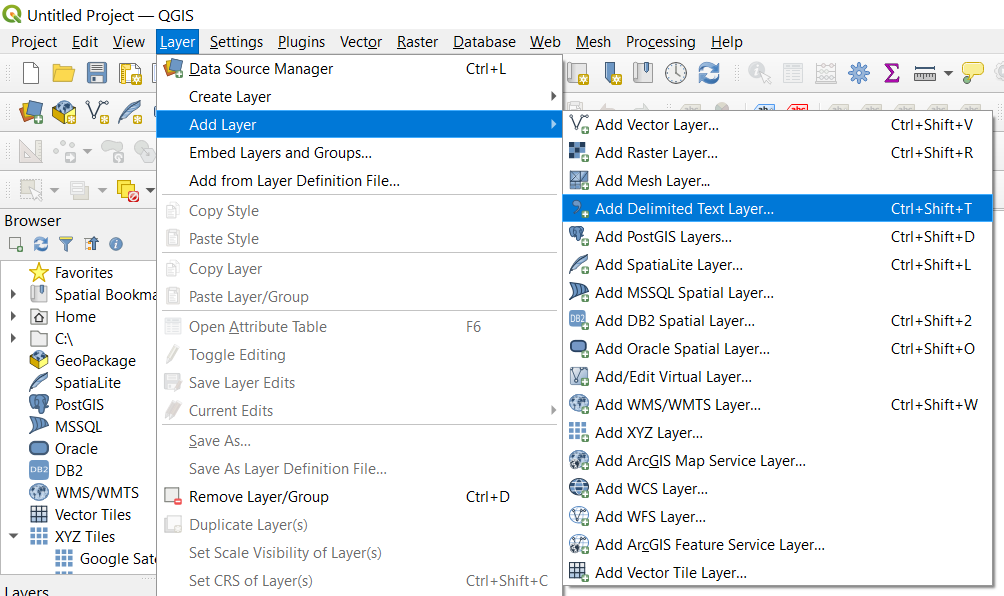 Untitled Project — QGIS
Project Edit View Layer Settings Plugins Vector Raster Database Web Mesh Processing Help
Data Source Manager Ctrl+L
Create Layer
Add Layer
Embed Layers and Groups...
Add from Layer Definition File...
Copy Style
Paste Style
Copy Layer
Paste Layer/Group
Open Attribute Table F6
Toggle Editing
Save Layer Edits
Current Edits
Save As...
Save As Layer Definition File...
Remove Layer/Group Ctrl+D
Duplicate Layer(s)
Set Scale Visibility of Layer(s)
Set CRS of Layer(s) Ctrl+Shift+C
Add Vector Layer... Ctrl+Shift+V
Add Raster Layer... Ctrl+Shift+R
Add Mesh Layer...
Add Delimited Text Layer... Ctrl+Shift+T
Add PostGIS Layers... Ctrl+Shift+D
Add SpatiaLite Layer... Ctrl+Shift+L
Add MSSQL Spatial Layer...
DB2 Add DB2 Spatial Layer... Ctrl+Shift+2
Add Oracle Spatial Layer... Ctrl+Shift+O
Add/Edit Virtual Layer...
Add WMS/WMTS Layer... Ctrl+Shift+W
Add XYZ Layer...
Add ArcGIS Map Service Layer...
Add WCS Layer...
Add WFS Layer...
Add ArcGIS Feature Service Layer...
Add Vector Tile Layer...
Browser
Favorites
Spatial Bookma
Home
C:\
GeoPackage
SpatiaLite
PostGIS
MSSQL
Oracle
DB2 DB2
WMS/WMTS
Vector Tiles
XYZ Tiles
Google Sate
Layers